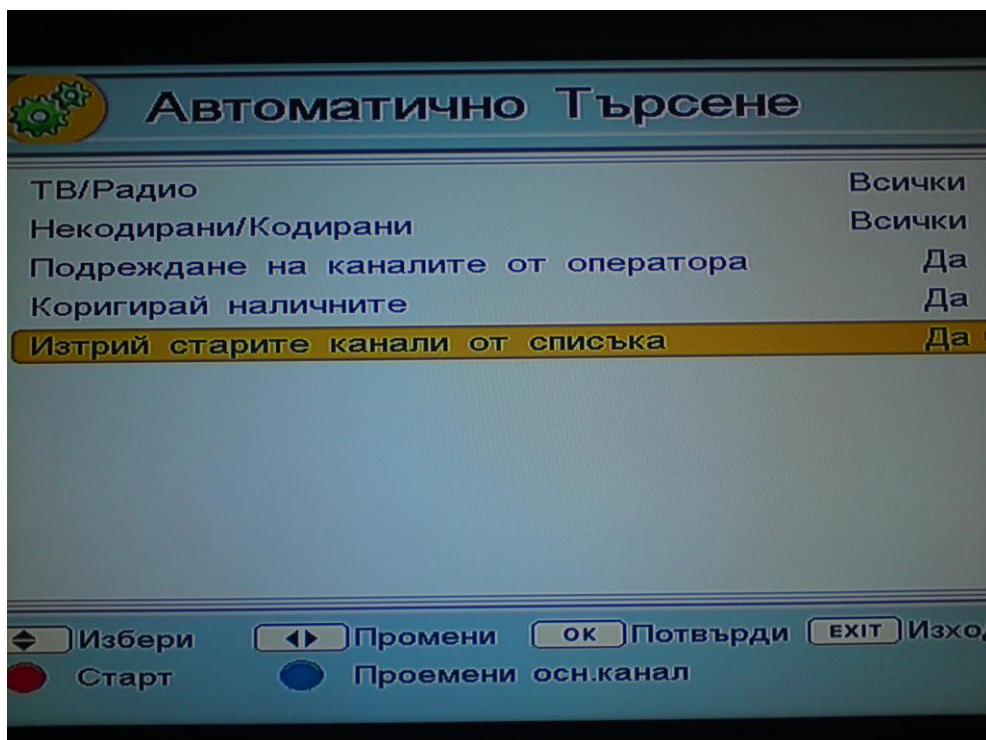 Автоматично Търсене
ТВ/Радио Всички
Некодирани/Кодирани Всички
Подреждане на каналите от оператора Да
Коригирай наличните Да
Изтрий старите канали от списъка Да
Избери Промени OK Потвърди EXIT Изхо
Старт Проемени осн.канал